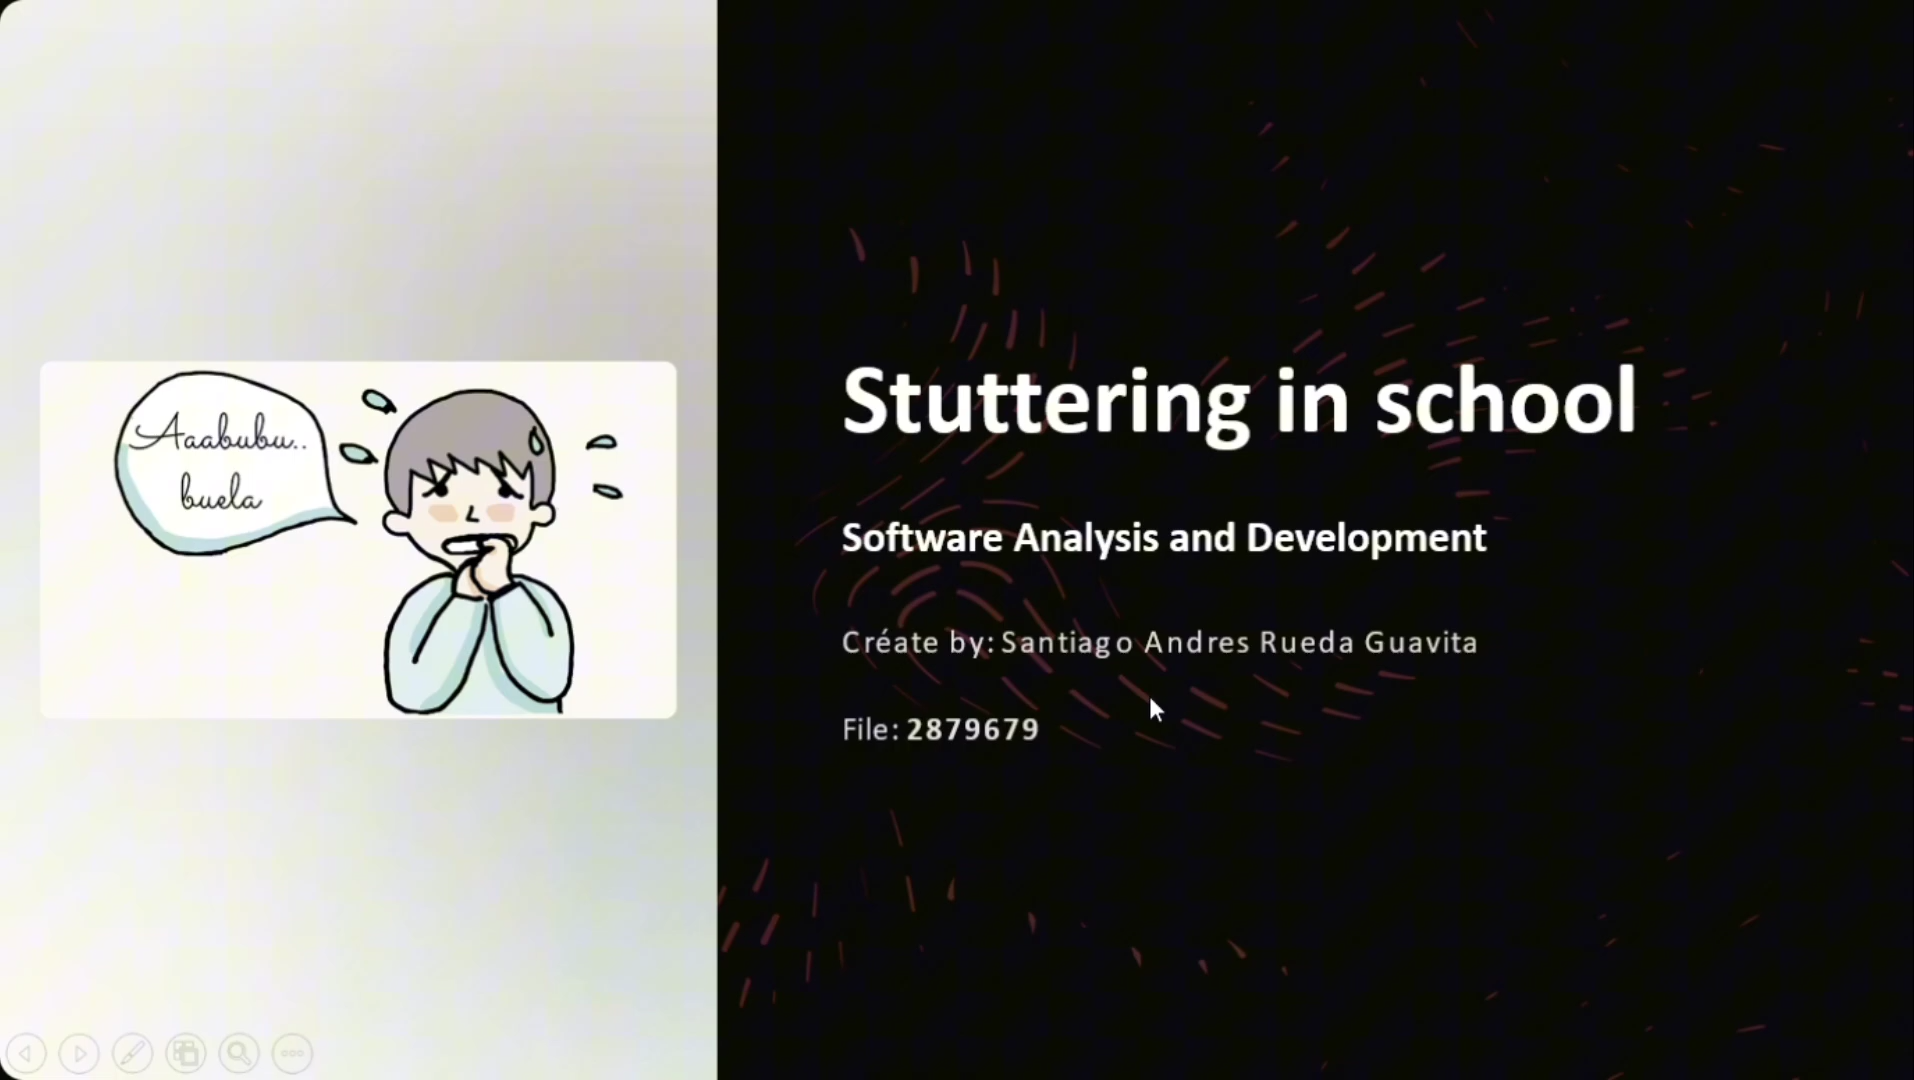 Aaabubu..
buela
Stuttering in school
Software Analysis and Development
Créate by: Santiago Andres Rueda Guavita
File: 2879679